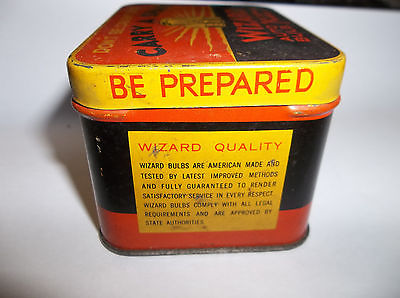 CARRY A
WIZARD
BE PREPARED
WIZARD QUALITY
WIZARD BULBS ARE AMERICAN MADE AND
TESTED BY LATEST IMPROVED METHODS
AND FULLY GUARANTEED TO RENDER
SATISFACTORY SERVICE IN EVERY RESPECT.
WIZARD BULBS COMPLY WITH ALL LEGAL
REQUIREMENTS AND ARE APPROVED BY
STATE AUTHORITIES.